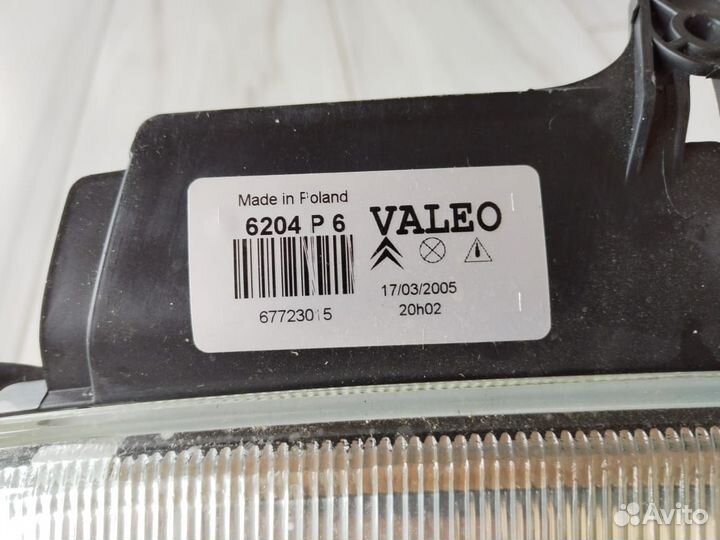 Made in Poland
6204 P 6
67723015
VALEO
17/03/2005
20h02
Avito